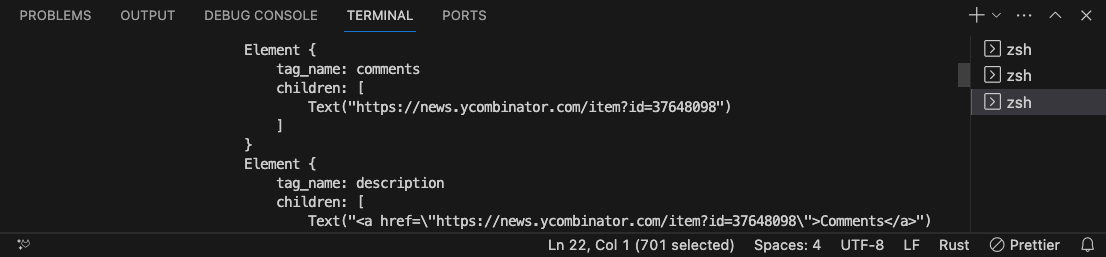 PROBLEMS OUTPUT DEBUG CONSOLE TERMINAL PORTS
Element {
tag_name: comments
children: [
Text("https://news.ycombinator.com/item?id=37648098")
]
}
Element {
tag_name: description
children: [
Text("<a href=\"https://news.ycombinator.com/item?id=37648098\">Comments</a>")
zsh
zsh
zsh
Ln 22, Col 1 (701 selected) Spaces: 4 UTF-8 LF Rust Prettier